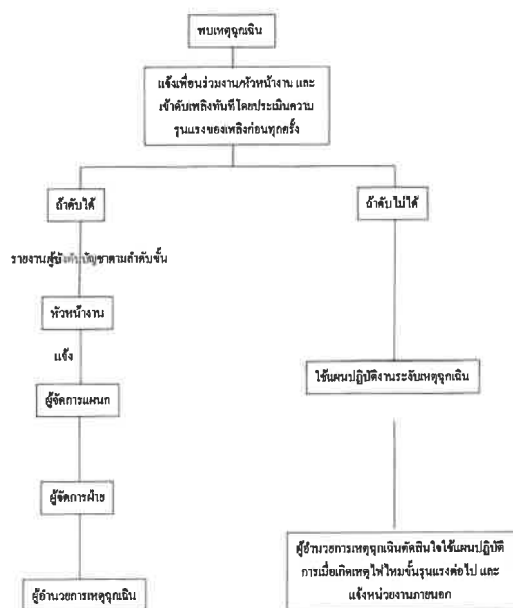 พบเหตุฉุกเฉิน
แจ้งเพื่อนร่วมงาน/หัวหน้างาน และ
เข้าดับเพลิงทันทีโดยประเมินความ
รุนแรงของเพลิงก่อนทุกครั้ง
ถ้าดับได้
ถ้าดับไม่ได้
รายงานผู้บังคับบัญชาตามลำดับชั้น
หัวหน้างาน
แจ้ง
ผู้จัดการแผนก
ใช้แผนปฏิบัติงานระงับเหตุฉุกเฉิน
ผู้จัดการฝ่าย
ผู้อำนวยการเหตุฉุกเฉินตัดสินใจใช้แผนปฏิบัติ
การเมื่อเกิดเหตุไฟไหม้ขั้นรุนแรงต่อไป และ
แจ้งหน่วยงานภายนอก
ผู้อำนวยการเหตุฉุกเฉิน